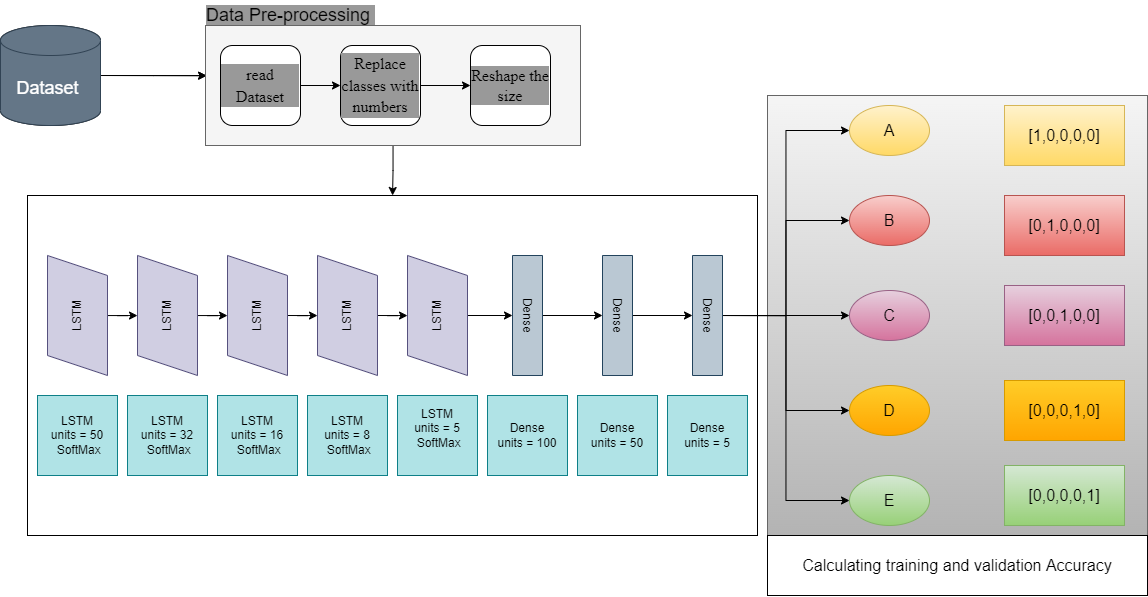 Data Pre-processing
Dataset
read
Dataset
Replace
classes with
numbers
Reshape the
size
LSTM
LSTM
LSTM
LSTM
LSTM
Dense
Dense
Dense
LSTM
units = 50
SoftMax
LSTM
units = 32
SoftMax
LSTM
units = 16
SoftMax
LSTM
units = 8
SoftMax
LSTM
units = 5
SoftMax
Dense
units = 100
Dense
units = 50
Dense
units = 5
A
[1,0,0,0,0]
B
[0,1,0,0,0]
C
[0,0,1,0,0]
D
[0,0,0,1,0]
E
[0,0,0,0,1]
Calculating training and validation Accuracy